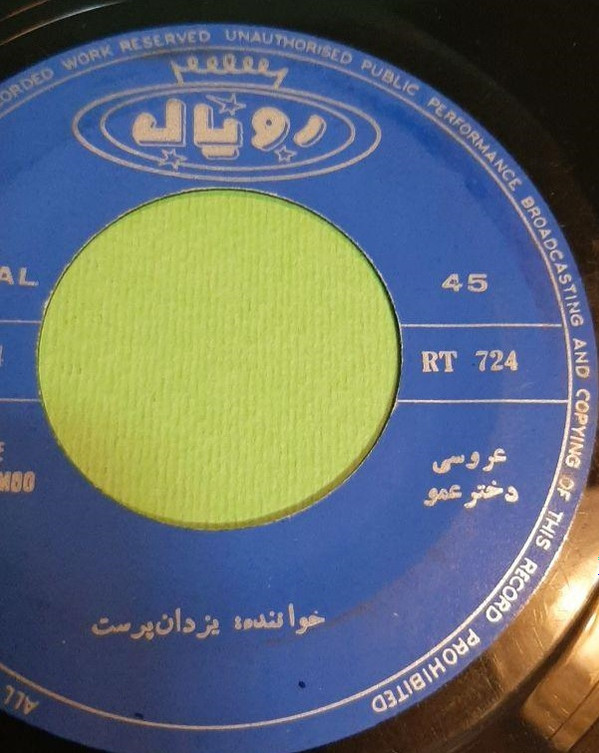 ORDED WORK RESERVED UNAUTHORISED PUBLIC PERFORMANCE BROADCASTING AND COPYING OF THIS RECORD PROHIBITED
ALL
رویال
AL
45
RT 724
عروسی
دختر عمو
MOO
خواننده: یزدان‌پرست